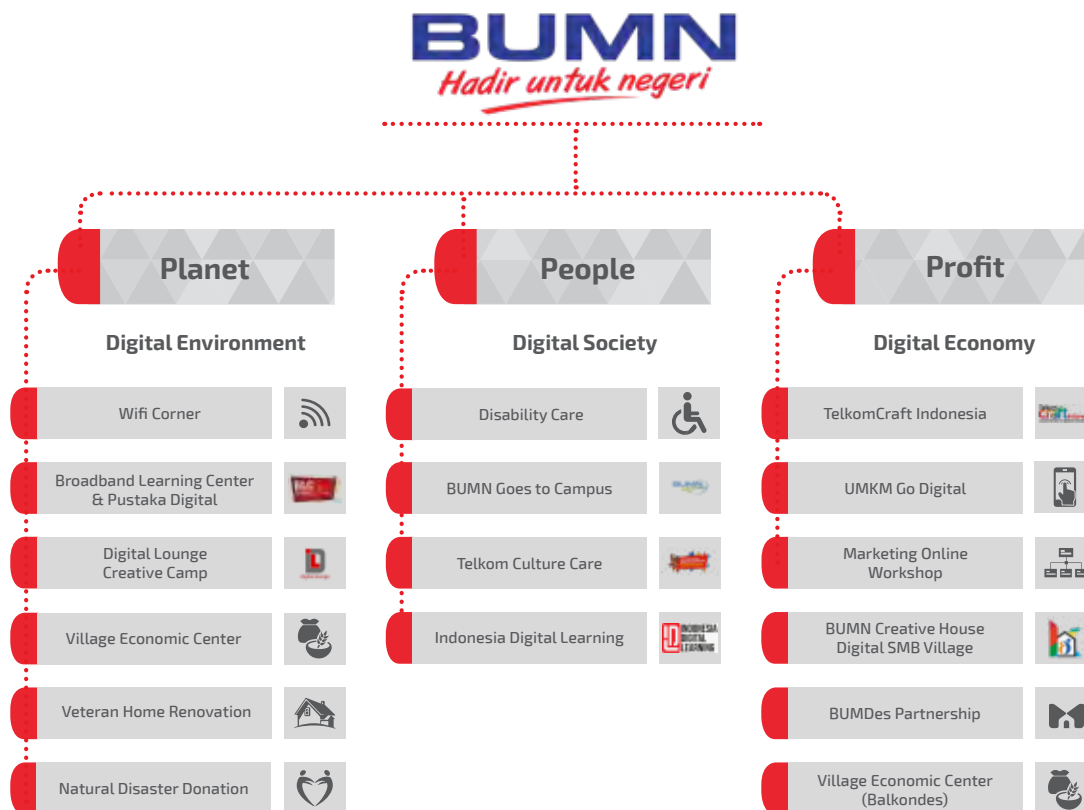 BUMN
Hadir untuk negeri
Planet
Digital Environment
Wifi Corner
Broadband Learning Center
& Pustaka Digital
Digital Lounge
Creative Camp
Village Economic Center
Veteran Home Renovation
Natural Disaster Donation
People
Digital Society
Disability Care
BUMN Goes to Campus
BUMN
Telkom Culture Care
Indonesia Digital Learning
INDONESIA
DIGITAL
LEARNING
Profit
Digital Economy
TelkomCraft Indonesia
UMKM Go Digital
Marketing Online
Workshop
BUMN Creative House
Digital SMB Village
BUMDes Partnership
Village Economic Center
(Balkondes)